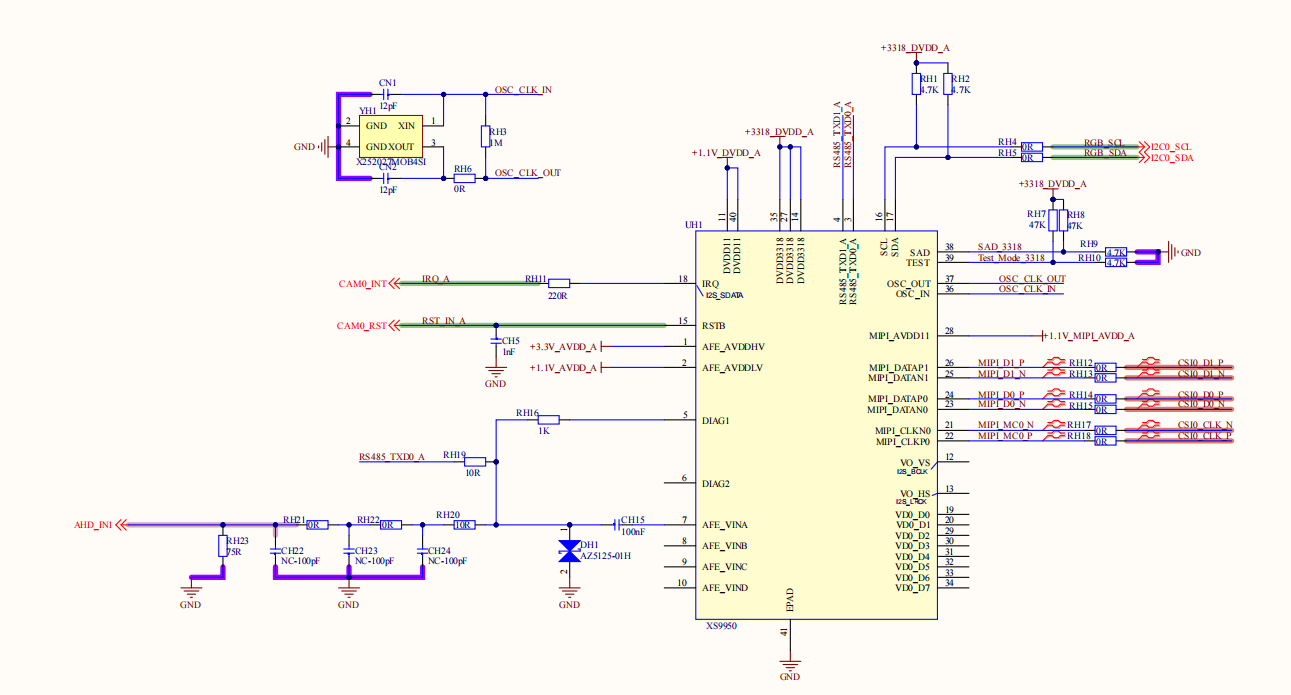 +3318_DVDD_A
RH1
4.7K
RH2
4.7K
CN1
12pF
OSC_CLK_IN
YH1
2
GND
XIN
1
4
GND
XOUT
3
GND
X252027MOB4SI
CN2
12pF
RH3
1M
RH6
0R
OSC_CLK_OUT
+3318_DVDD_A
+1.1V_DVDD_A
RS485_TXD1_A
RS485_TXD0_A
RH4
0R
RGB_SCL
I2C0_SCL
RH5
0R
RGB_SDA
I2C0_SDA
+3318_DVDD_A
RH7
47K
RH8
47K
UH1
11
40
35
27
14
4
3
16
17
DVDD11
DVDD11
DVDD3318
DVDD3318
DVDD3318
RS485_TXD1_A
RS485_TXD0_A
SCL
SDA
SAD
38
SAD_3318
RH9
4.7K
GND
TEST
39
Test_Mode_3318
RH10
4.7K
CAM0_INT
IRQ_A
RH11
220R
18
IRQ
I2S_SDATA
OSC_OUT
37
OSC_CLK_OUT
OSC_IN
36
OSC_CLK_IN
CAM0_RST
RST_IN_A
15
RSTB
CH5
1nF
GND
MIPI_AVDD11
28
+1.1V_MIPI_AVDD_A
+3.3V_AVDD_A
1
AFE_AVDDHV
+1.1V_AVDD_A
2
AFE_AVDDLV
MIPI_DATAP1
26
MIPI_D1_P
RH12
0R
CSI0_D1_P
MIPI_DATAN1
25
MIPI_D1_N
RH13
0R
CSI0_D1_N
MIPI_DATAP0
24
MIPI_D0_P
RH14
0R
CSI0_D0_P
MIPI_DATAN0
23
MIPI_D0_N
RH15
0R
CSI0_D0_N
RH16
1K
5
DIAG1
MIPI_CLKN0
21
MIPI_MC0_N
RH17
0R
CSI0_CLK_N
MIPI_CLKP0
22
MIPI_MC0_P
RH18
0R
CSI0_CLK_P
RS485_TXD0_A
RH19
10R
VO_VS
I2S_BCLK
12
6
DIAG2
VO_HS
I2S_LRCK
13
VD0_D0
19
VD0_D1
20
VD0_D2
29
VD0_D3
30
VD0_D4
31
VD0_D5
32
VD0_D6
33
VD0_D7
34
AHD_IN1
RH21
0R
RH22
0R
RH20
10R
CH15
100nF
7
AFE_VINA
RH23
75R
CH22
NC-100pF
CH23
NC-100pF
CH24
NC-100pF
1
DH1
AZ5125-01H
2
8
AFE_VINB
9
AFE_VINC
10
AFE_VIND
GND
GND
GND
EPAD
41
XS9950
GND